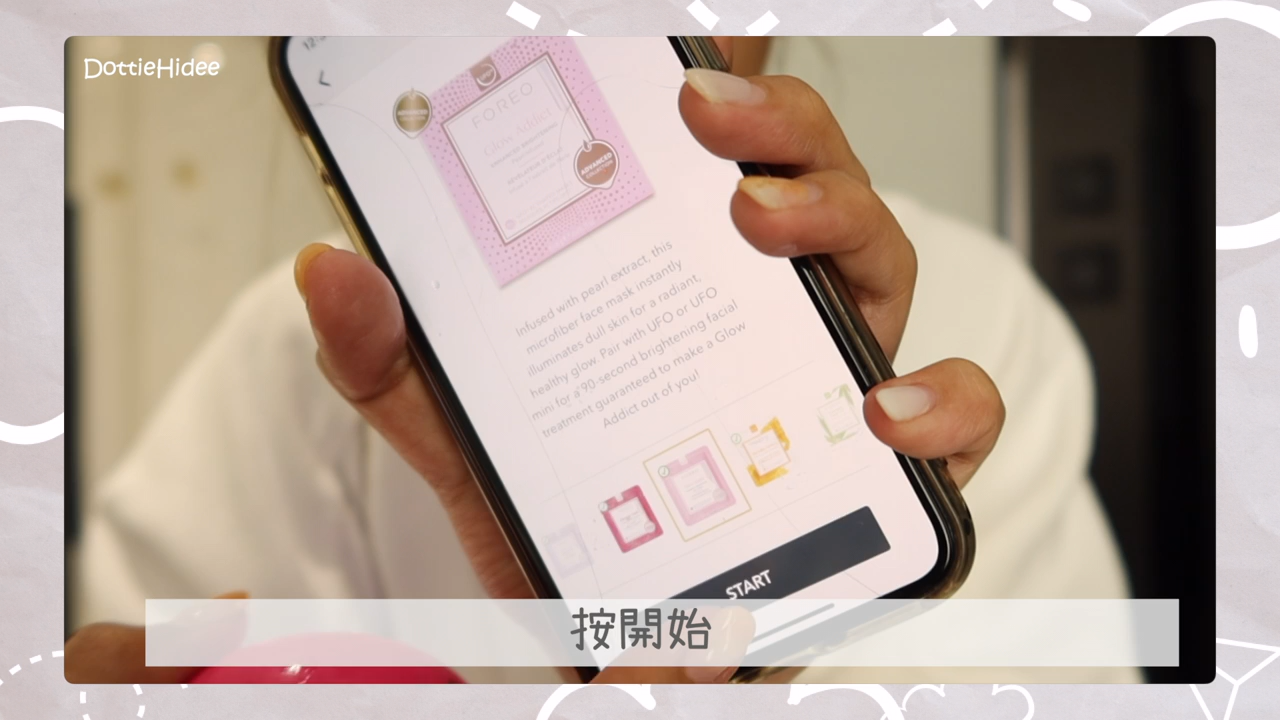 DottieHidee
FOREO
Glow Addict
ADVANCED
COLLECTION
Infused with pearl extract, this
microfiber face mask instantly
illuminates dull skin for a radiant,
healthy glow. Pair with UFO or UFO
mini for a 90-second brightening facial
treatment guaranteed to make a Glow
Addict out of you!
START
按開始